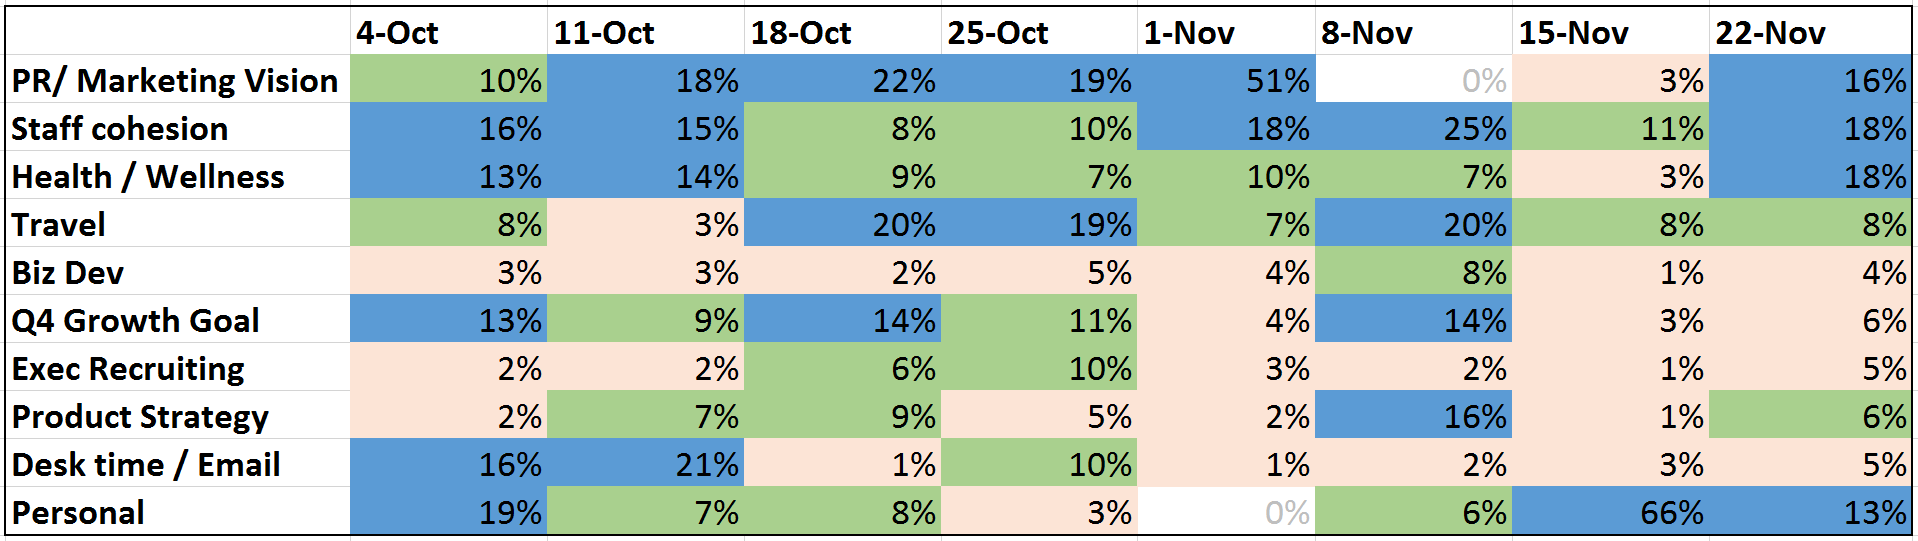 4-Oct 11-Oct 18-Oct 25-Oct 1-Nov 8-Nov 15-Nov 22-Nov
PR/ Marketing Vision 10% 18% 22% 19% 51% 0% 3% 16%
Staff cohesion 16% 15% 8% 10% 18% 25% 11% 18%
Health / Wellness 13% 14% 9% 7% 10% 7% 3% 18%
Travel 8% 3% 20% 19% 7% 20% 8% 8%
Biz Dev 3% 3% 2% 5% 4% 8% 1% 4%
Q4 Growth Goal 13% 9% 14% 11% 4% 14% 3% 6%
Exec Recruiting 2% 2% 6% 10% 3% 2% 1% 5%
Product Strategy 2% 7% 9% 5% 2% 16% 1% 6%
Desk time / Email 16% 21% 1% 10% 1% 2% 3% 5%
Personal 19% 7% 8% 3% 0% 6% 66% 13%